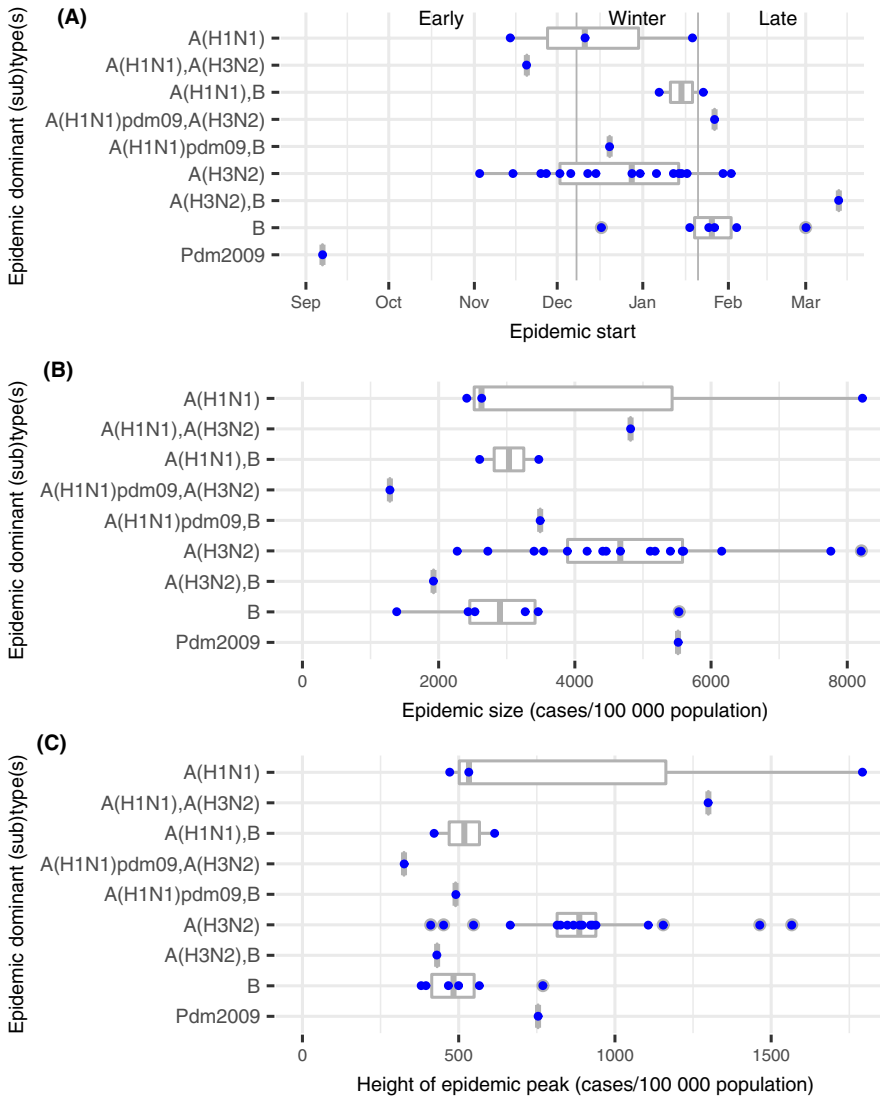 (A)
Early Winter Late
Epidemic dominant (sub)type(s)
A(H1N1)
A(H1N1),A(H3N2)
A(H1N1),B
A(H1N1)pdm09,A(H3N2)
A(H1N1)pdm09,B
A(H3N2)
A(H3N2),B
B
Pdm2009
Sep Oct Nov Dec Jan Feb Mar
Epidemic start
(B)
Epidemic dominant (sub)type(s)
A(H1N1)
A(H1N1),A(H3N2)
A(H1N1),B
A(H1N1)pdm09,A(H3N2)
A(H1N1)pdm09,B
A(H3N2)
A(H3N2),B
B
Pdm2009
0 2000 4000 6000 8000
Epidemic size (cases/100 000 population)
(C)
Epidemic dominant (sub)type(s)
A(H1N1)
A(H1N1),A(H3N2)
A(H1N1),B
A(H1N1)pdm09,A(H3N2)
A(H1N1)pdm09,B
A(H3N2)
A(H3N2),B
B
Pdm2009
0 500 1000 1500
Height of epidemic peak (cases/100 000 population)